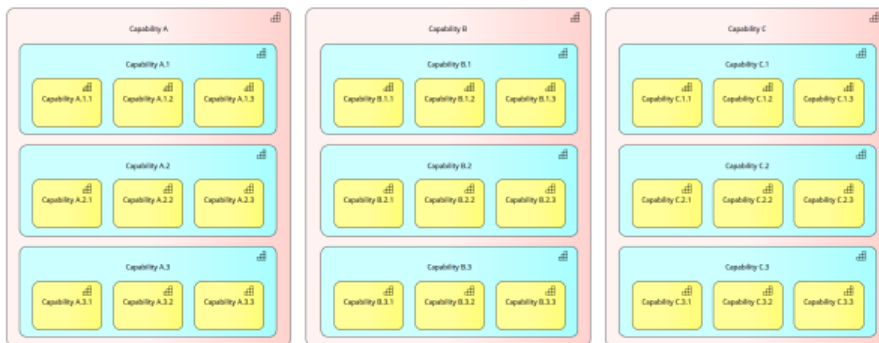 Capability A
Capability A.1
Capability A.1.1
Capability A.1.2
Capability A.1.3
Capability A.2
Capability A.2.1
Capability A.2.2
Capability A.2.3
Capability A.3
Capability A.3.1
Capability A.3.2
Capability A.3.3
Capability B
Capability B.1
Capability B.1.1
Capability B.1.2
Capability B.1.3
Capability B.2
Capability B.2.1
Capability B.2.2
Capability B.2.3
Capability B.3
Capability B.3.1
Capability B.3.2
Capability B.3.3
Capability C
Capability C.1
Capability C.1.1
Capability C.1.2
Capability C.1.3
Capability C.2
Capability C.2.1
Capability C.2.2
Capability C.2.3
Capability C.3
Capability C.3.1
Capability C.3.2
Capability C.3.3